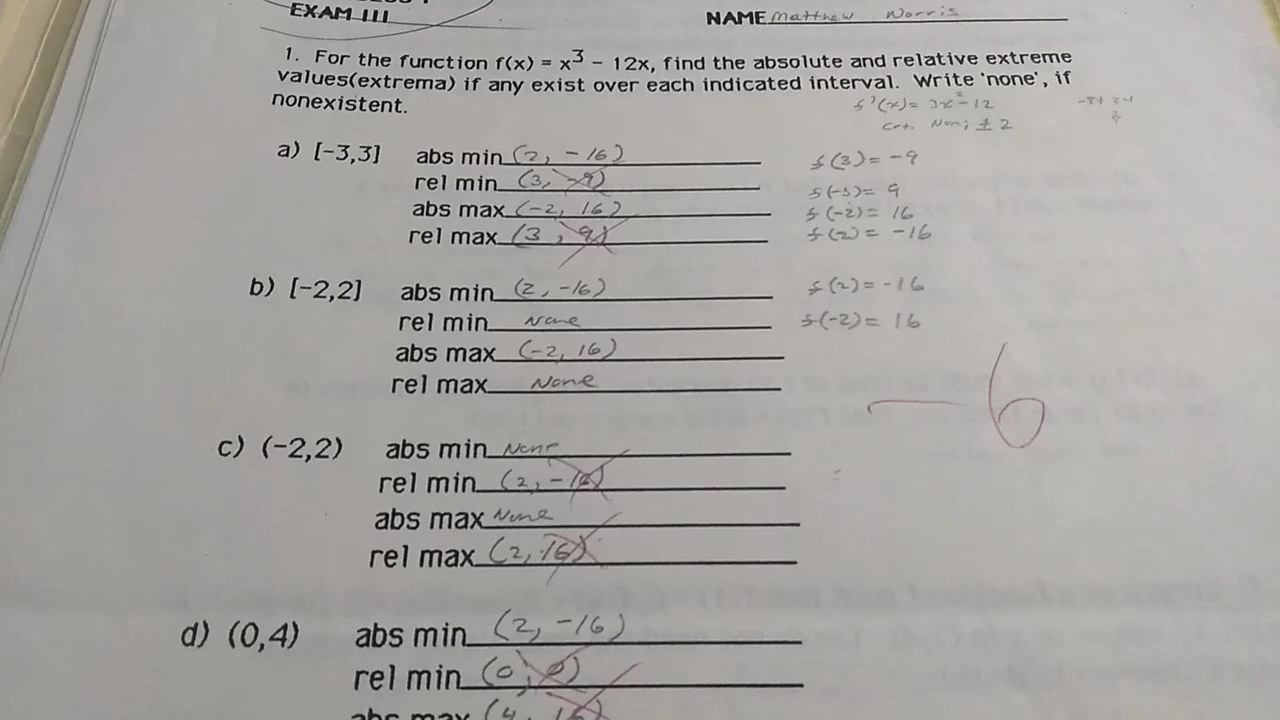 EXAM III NAME Matthew Norris
1. For the function f(x) = x³ - 12x, find the absolute and relative extreme
values(extrema) if any exist over each indicated interval. Write 'none', if
nonexistent. f'(x)= 3x²-12
Crt. Num; ±2
a) [-3,3] abs min (2, -16) f(3)= -9
rel min (3, -9) f(-3)= 9
abs max (-2, 16) f(-2)= 16
rel max (3, 9) f(2)= -16
b) [-2,2] abs min (2, -16) f(2)= -16
rel min None f(-2)= 16
abs max (-2, 16)
rel max None
-6
c) (-2,2) abs min None
rel min (2, -16)
abs max None
rel max (2, 16)
d) (0,4) abs min (2, -16)
rel min (0, 0)
abs max (4, 16)